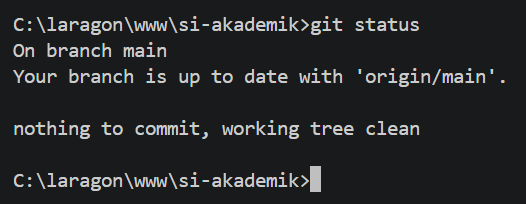 C:\laragon\www\si-akademik>git status
On branch main
Your branch is up to date with 'origin/main'.
nothing to commit, working tree clean
C:\laragon\www\si-akademik>